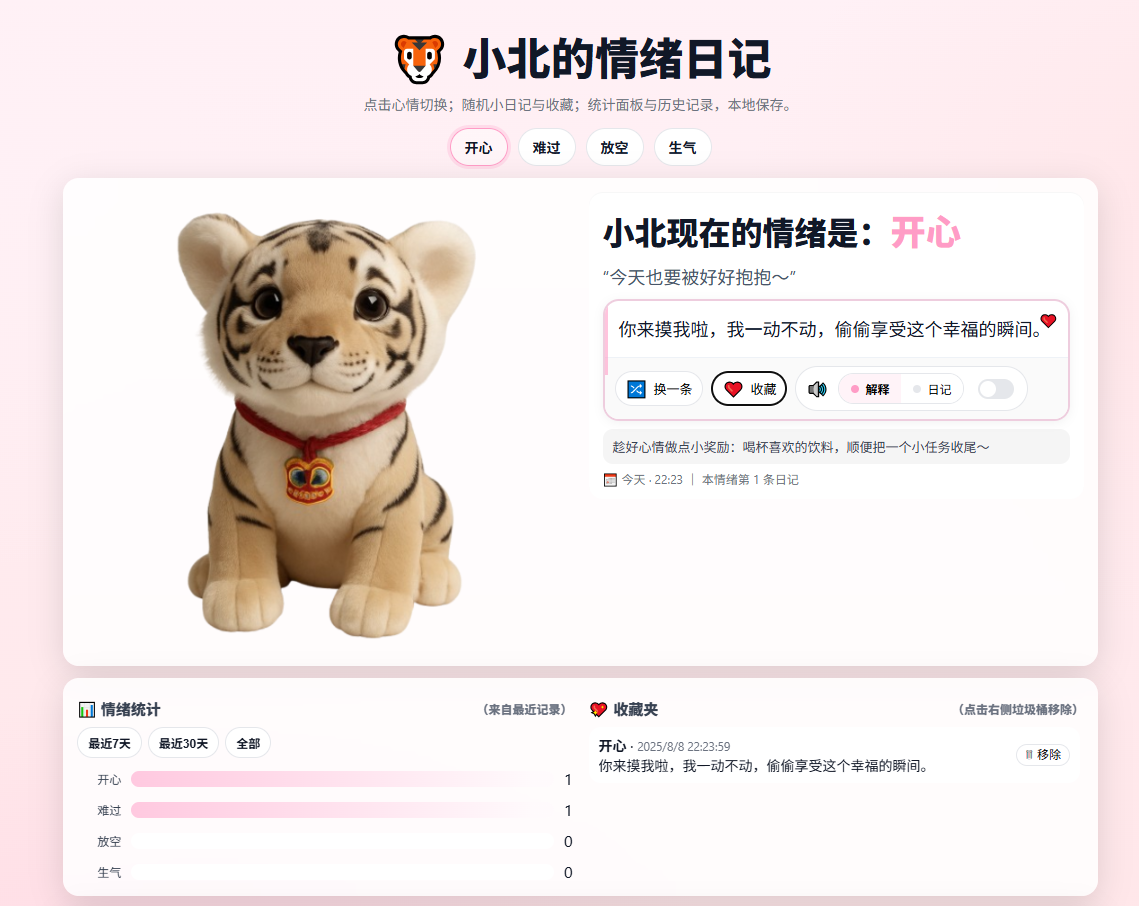 小北的情绪日记
点击心情切换；随机小日记与收藏；统计面板与历史记录，本地保存。
开心 难过 放空 生气
小北现在的情绪是：开心
“今天也要被好好抱抱～”
你来摸我啦，我一动不动，偷偷享受这个幸福的瞬间。
换一条 收藏 解释 日记
趁好心情做点小奖励：喝杯喜欢的饮料，顺便把一个小任务收尾～
今天 · 22:23 ｜ 本情绪第 1 条日记
情绪统计 （来自最近记录）
最近7天 最近30天 全部
开心 1
难过 1
放空 0
生气 0
收藏夹 （点击右侧垃圾桶移除）
开心 · 2025/8/8 22:23:59
你来摸我啦，我一动不动，偷偷享受这个幸福的瞬间。
移除